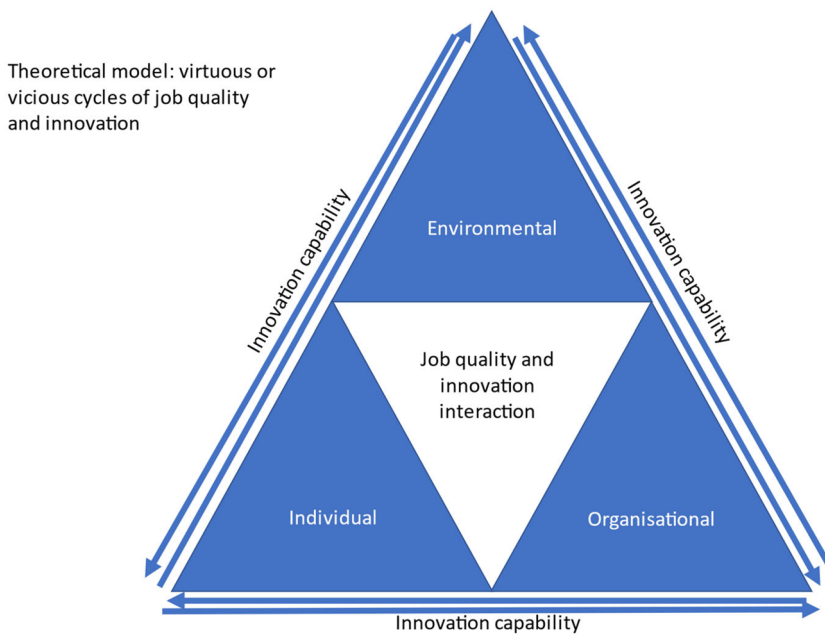 Theoretical model: virtuous or
vicious cycles of job quality
and innovation
Innovation capability
Innovation capability
Environmental
Job quality and
innovation
interaction
Individual
Organisational
Innovation capability